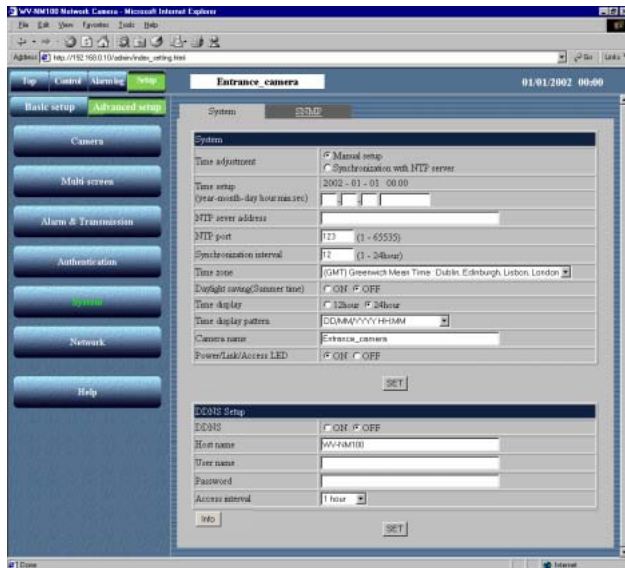 WV-NM100 Network Camera - Microsoft Internet Explorer
File Edit View Favorites Tools Help
Address http://192.168.0.10/admin/index_setting.html Go Links
Top Control Alarm log Setup Entrance_camera 01/01/2002 00:00
Basic setup Advanced setup
Camera
Multi screen
Alarm & Transmission
Authentication
System
Network
Help
System SNMP
System
Time adjustment Manual setup
Synchronization with NTP server
Time setup
(year-month-day hour:min:sec) 2002 - 01 - 01 00:00
NTP sever address
NTP port 123 (1 - 65535)
Synchronization interval 12 (1 - 24hour)
Time zone (GMT) Greenwich Mean Time : Dublin, Edinburgh, Lisbon, London
Daylight saving(Summer time) ON OFF
Time display 12hour 24hour
Time display pattern DD/MM/YYYY HH:MM
Camera name Entrance_camera
Power/Link/Access LED ON OFF
SET
DDNS Setup
DDNS ON OFF
Host name WV-NM100
User name
Password
Access interval 1 hour
Info
SET
Done Internet